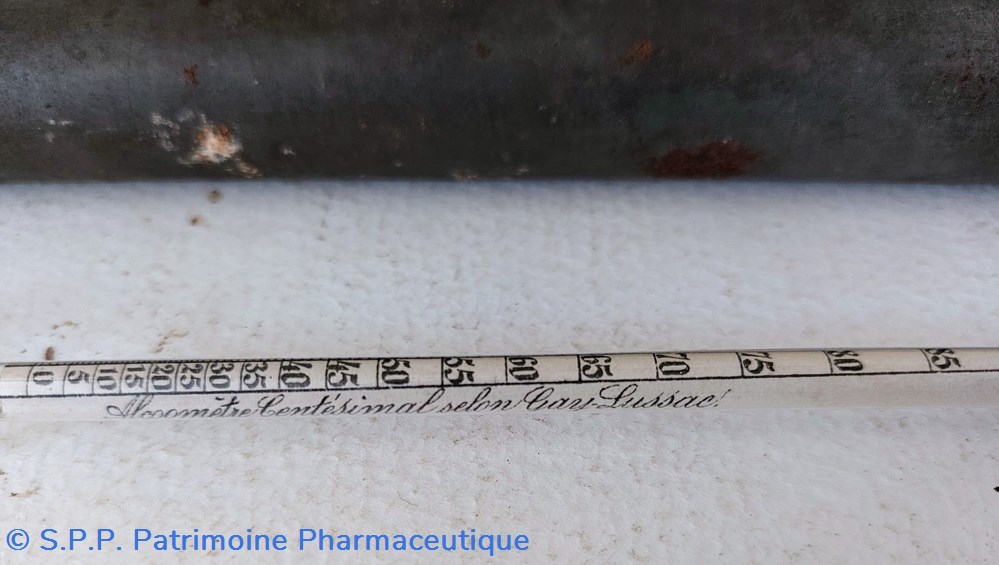 0 5 10 15 20 25 30 35 40 45 50 55 60 65 70 75 80 85
Alcoomètre Centésimal selon Gay-Lussac.
© S.P.P. Patrimoine Pharmaceutique